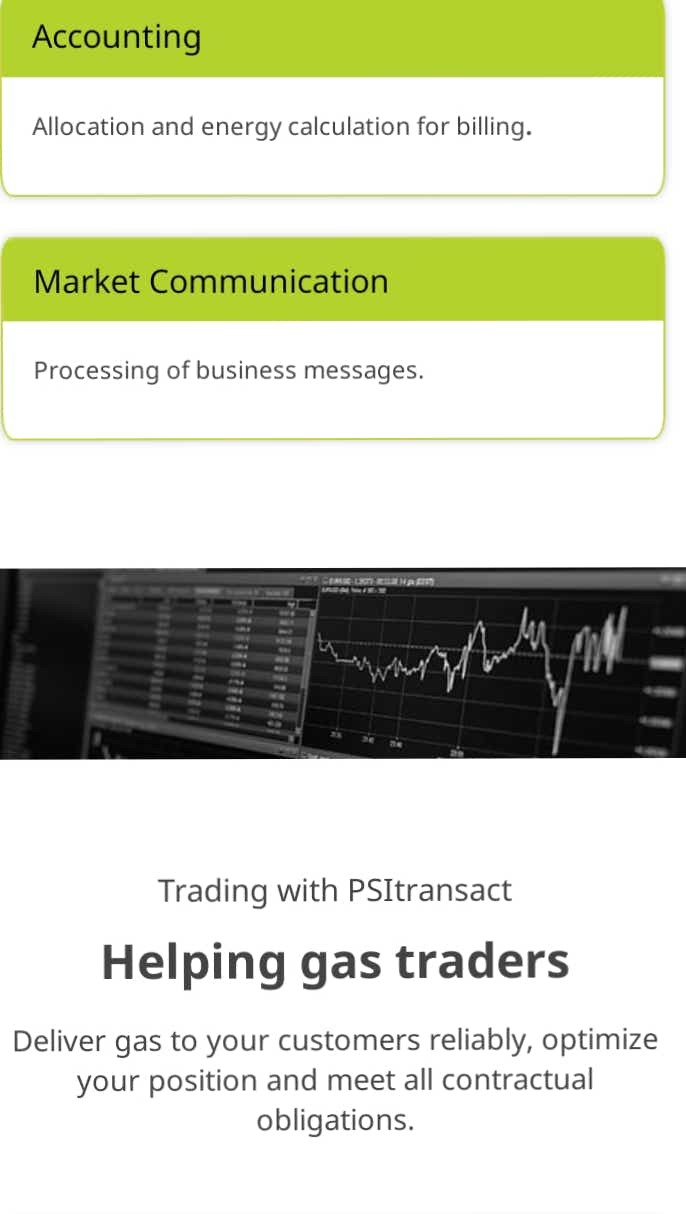 Accounting
Allocation and energy calculation for billing.
Market Communication
Processing of business messages.
Trading with PSItransact
Helping gas traders
Deliver gas to your customers reliably, optimize
your position and meet all contractual
obligations.